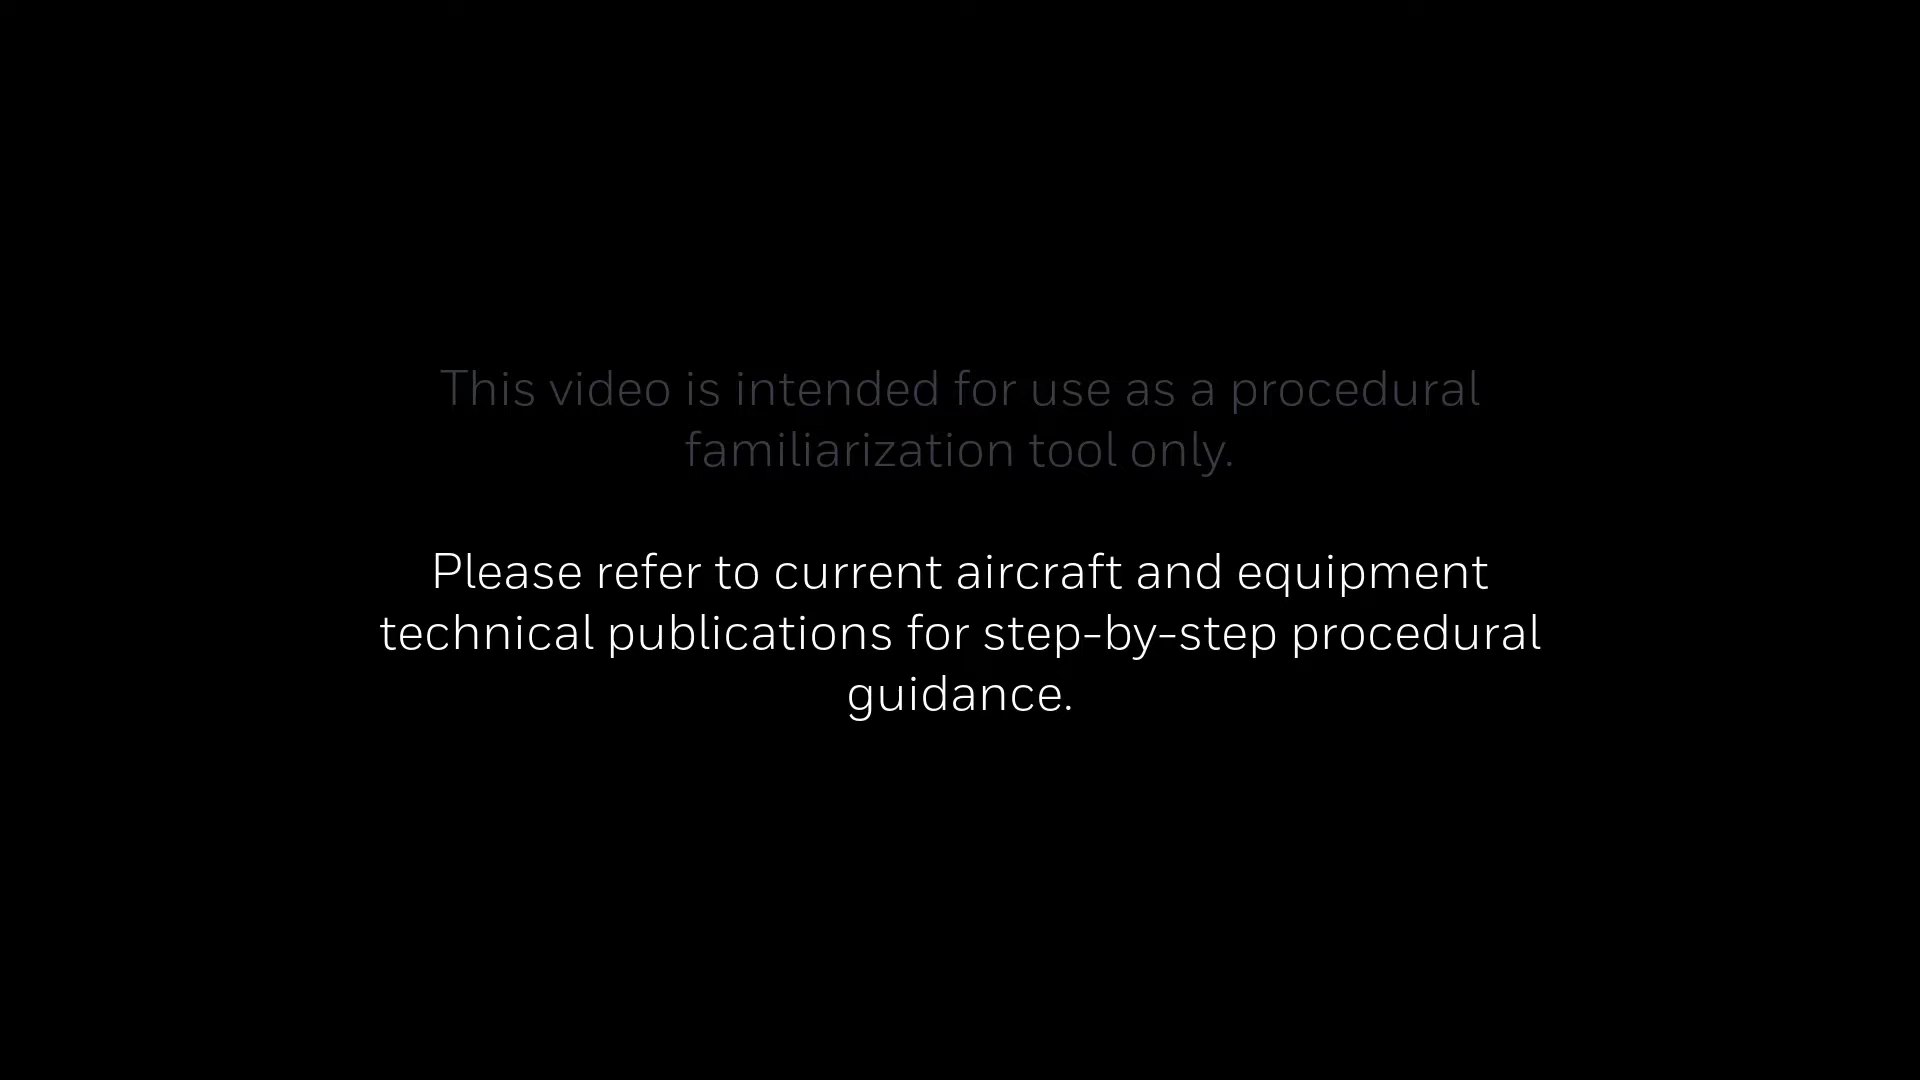 This video is intended for use as a procedural
familiarization tool only.
Please refer to current aircraft and equipment
technical publications for step-by-step procedural
guidance.